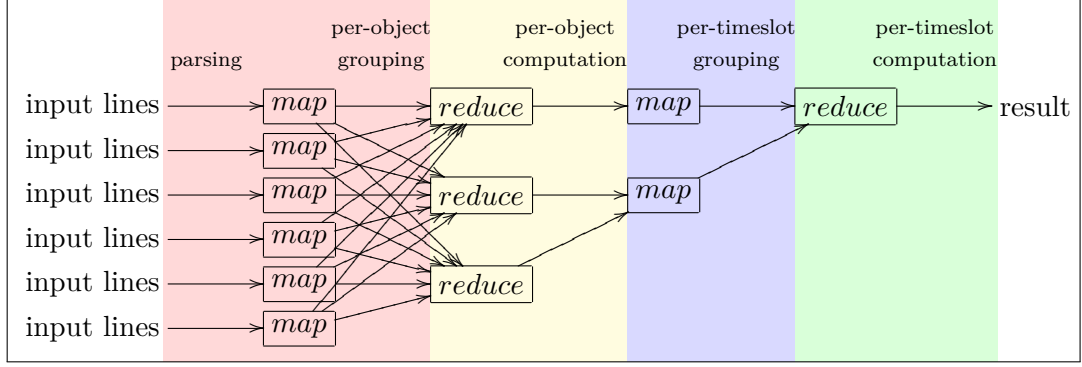 per-object per-object per-timeslot per-timeslot
parsing grouping computation grouping computation
input lines map reduce map reduce result
input lines map
input lines map reduce map
input lines map
input lines map reduce
input lines map